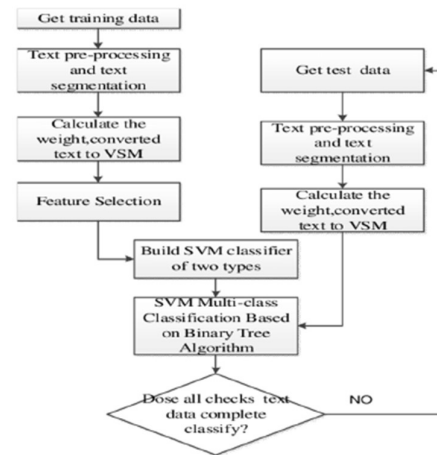 Get training data
Text pre-processing
and text
segmentation
Calculate the
weight,converted
text to VSM
Feature Selection
Get test data
Text pre-processing
and text
segmentation
Calculate the
weight,converted
text to VSM
Build SVM classifier
of two types
SVM Multi-class
Classification Based
on Binary Tree
Algorithm
Dose all checks text
data complete
classify?
NO